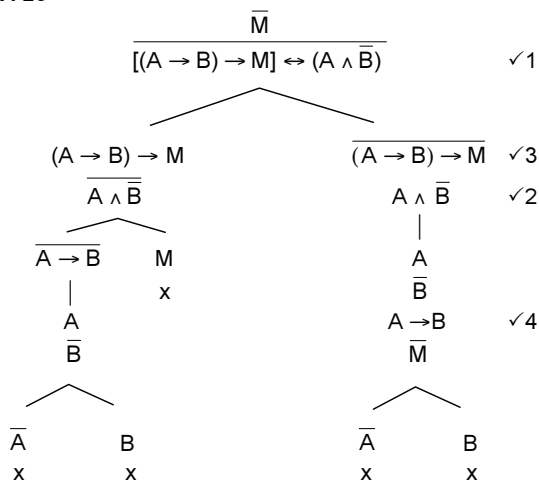 M̅
[̅(̅A̅ ̅→̅ ̅B̅)̅ ̅→̅ ̅M̅]̅ ̅↔̅ ̅(̅A̅ ̅∧̅ ̅B̿)̅ ✓1
(A → B) → M (̅A̅ ̅→̅ ̅B̅)̅ ̅→̅ ̅M̅ ✓3
A̅ ̅∧̅ ̅B̿ A ∧ B̅ ✓2
A̅ ̅→̅ ̅B̅ M A
x B̅
A A →B ✓4
B̅ M̅
A̅ B A̅ B
x x x x